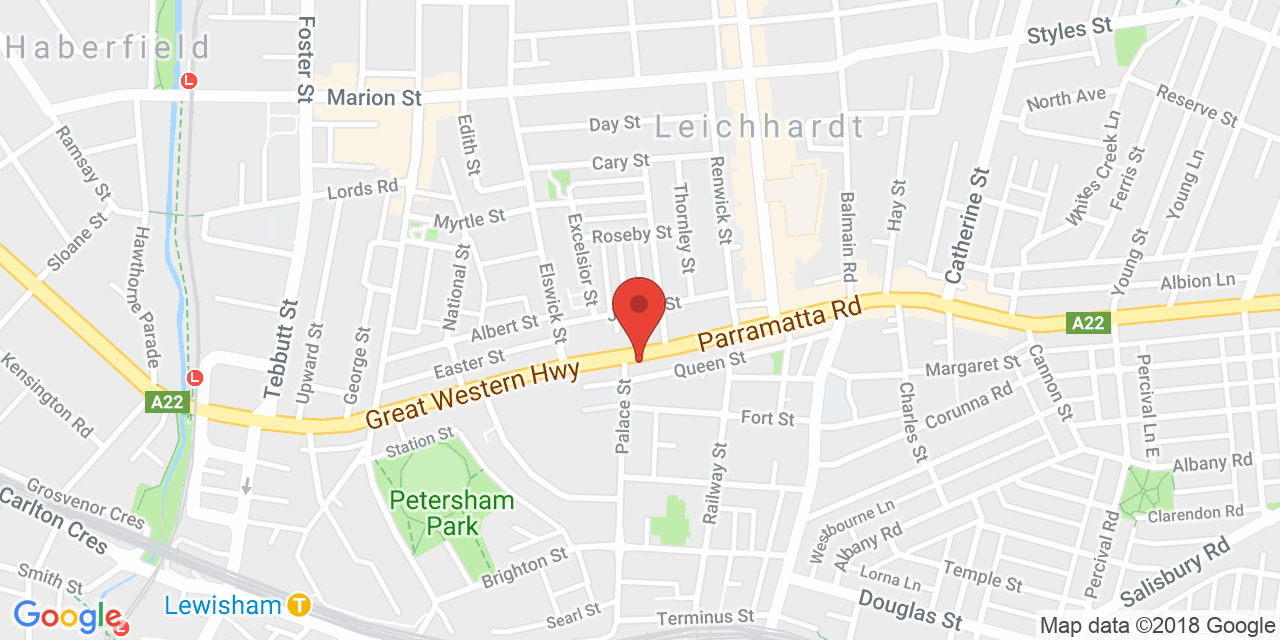 Haberfield
Foster St
Styles St
Marion St
North Ave
Reserve St
Day St
Leichhardt
Edith St
Cary St
Ramsay St
Lords Rd
Renwick St
Thornley St
Balmain Rd
Hay St
Catherine St
Whites Creek Ln
Ferris St
Young Ln
Myrtle St
Excelsior St
Roseby St
Sloane St
Hawthorne Parade
National St
Elswick St
Young St
Albion Ln
Tebbutt St
Upward St
George St
Albert St
St
Parramatta Rd
A22
Easter St
Great Western Hwy
Queen St
Margaret St
Cannon St
Percival Ln E
Kensington Rd
A22
Palace St
Fort St
Charles St
Corunna Rd
Station St
Railway St
Albany Rd
Petersham
Park
Grosvenor Cres
Carlton Cres
Westbourne Ln
Albany Rd
Clarendon Rd
Percival Rd
Salisbury Rd
Brighton St
Smith St
Lorna Ln
Temple St
Lewisham T
Searl St
Terminus St
Douglas St
Google
Map data ©2018 Google